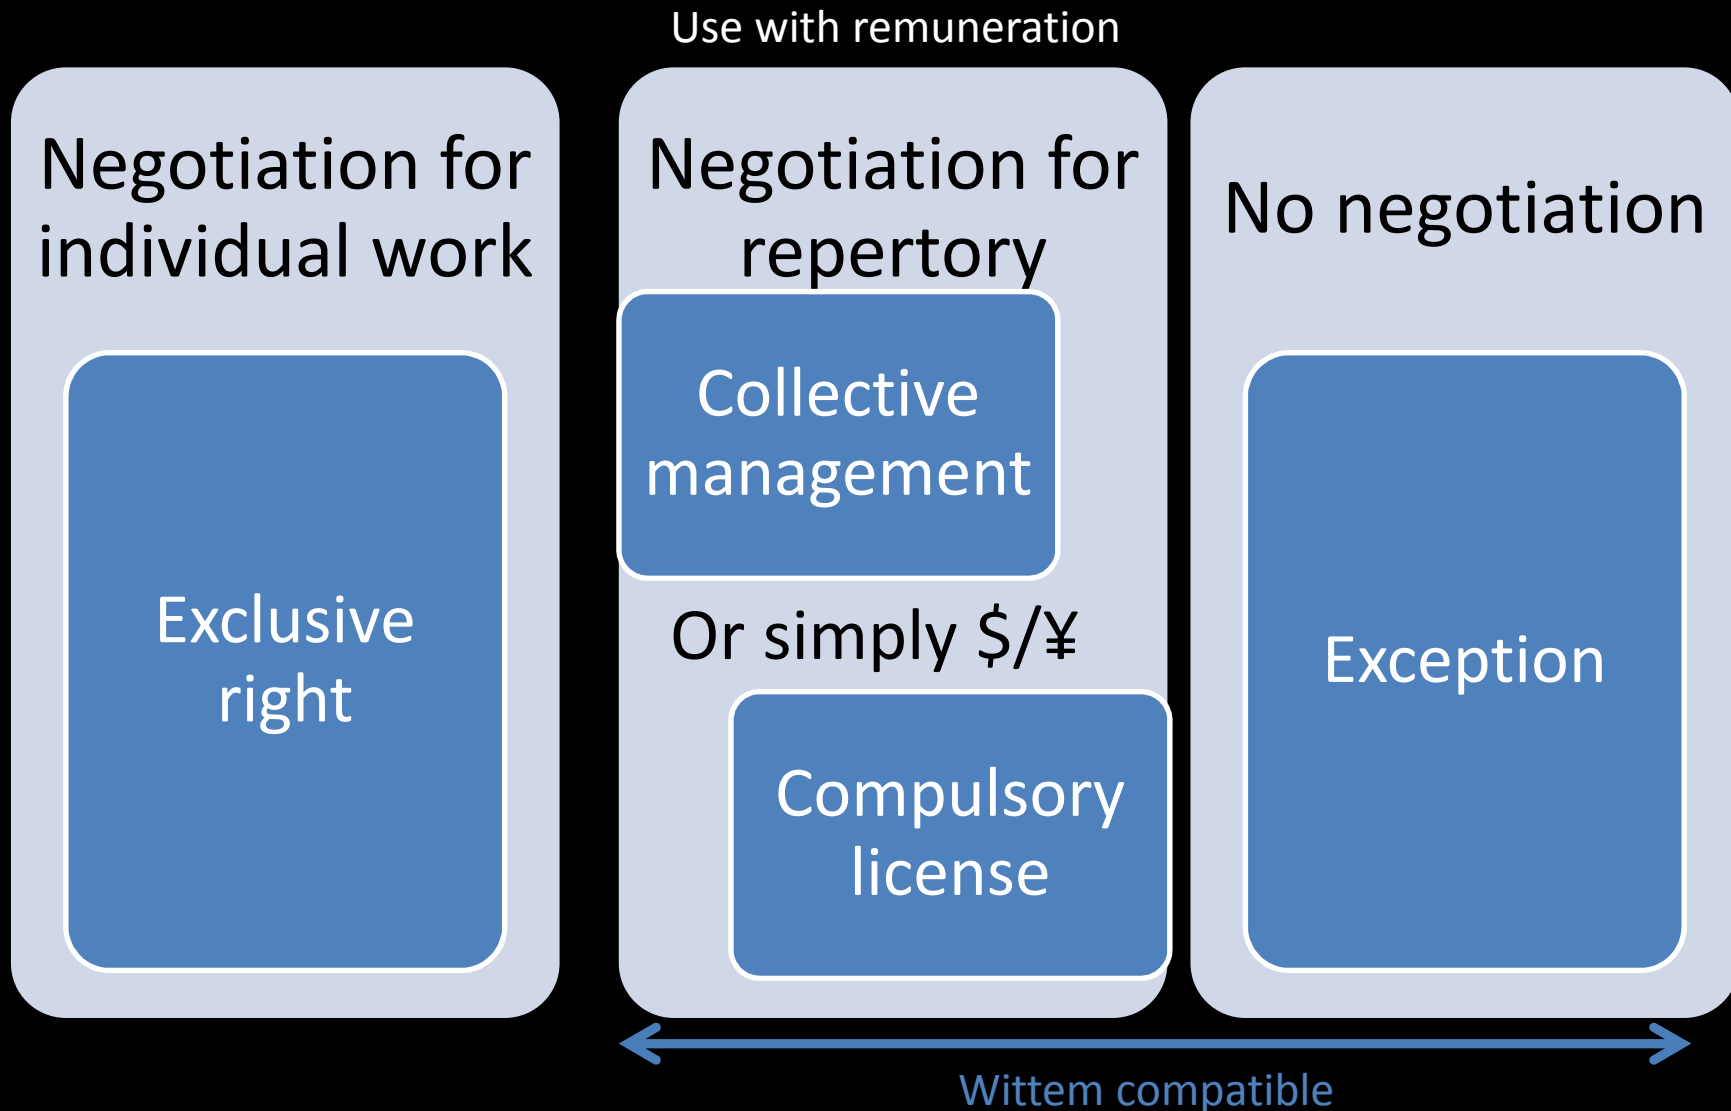 Use with remuneration
Negotiation for
individual work
Exclusive
right
Negotiation for
repertory
Collective
management
Or simply $/¥
Compulsory
license
No negotiation
Exception
Wittem compatible